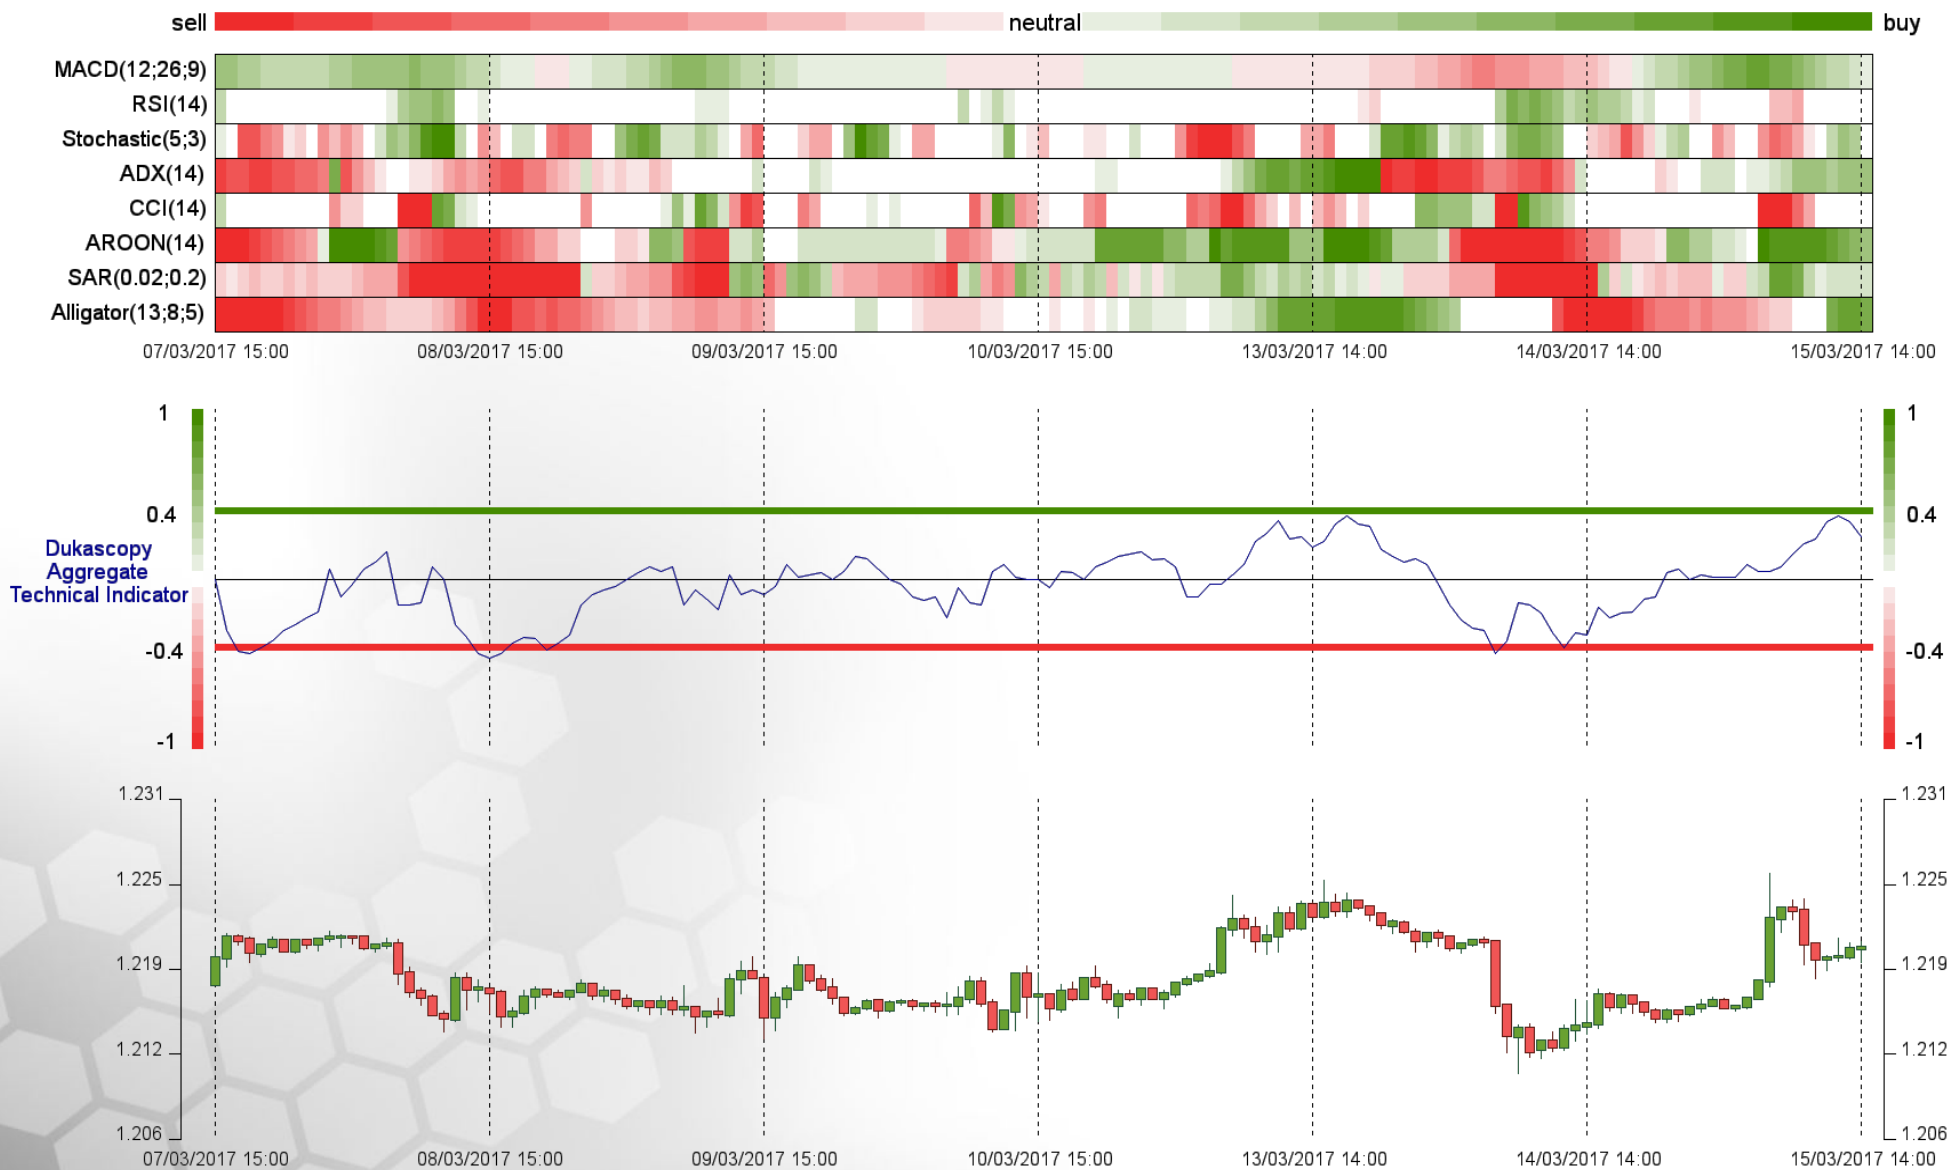 sell neutral buy
MACD(12;26;9)
RSI(14)
Stochastic(5;3)
ADX(14)
CCI(14)
AROON(14)
SAR(0.02;0.2)
Alligator(13;8;5)
07/03/2017 15:00 08/03/2017 15:00 09/03/2017 15:00 10/03/2017 15:00 13/03/2017 14:00 14/03/2017 14:00 15/03/2017 14:00
1 1
0.4 0.4
Dukascopy
Aggregate
Technical Indicator
-0.4 -0.4
-1 -1
1.231 1.231
1.225 1.225
1.219 1.219
1.212 1.212
1.206 1.206
07/03/2017 15:00 08/03/2017 15:00 09/03/2017 15:00 10/03/2017 15:00 13/03/2017 14:00 14/03/2017 14:00 15/03/2017 14:00